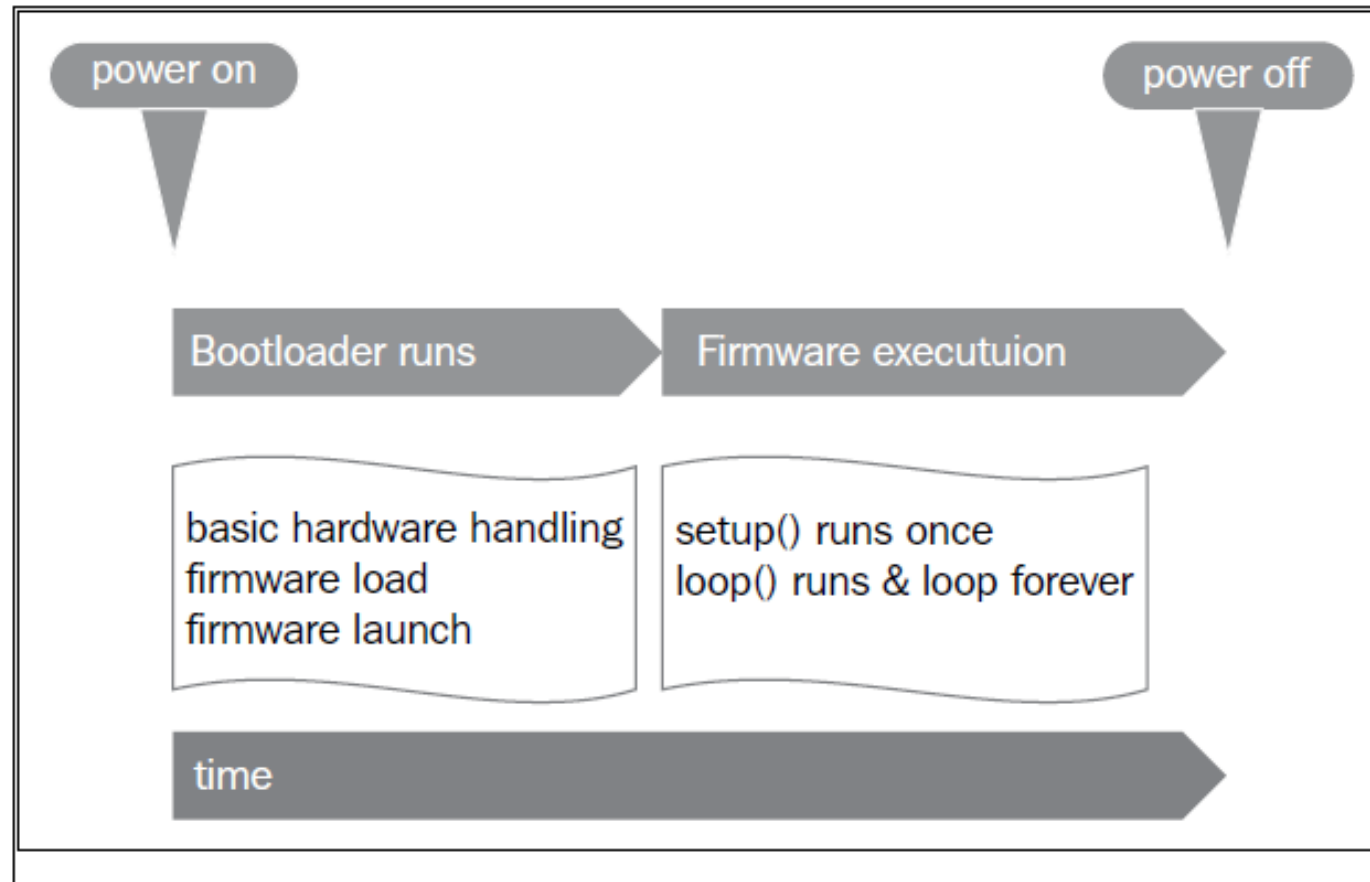 power on
power off
Bootloader runs
Firmware executuion
basic hardware handling
firmware load
firmware launch
setup() runs once
loop() runs & loop forever
time